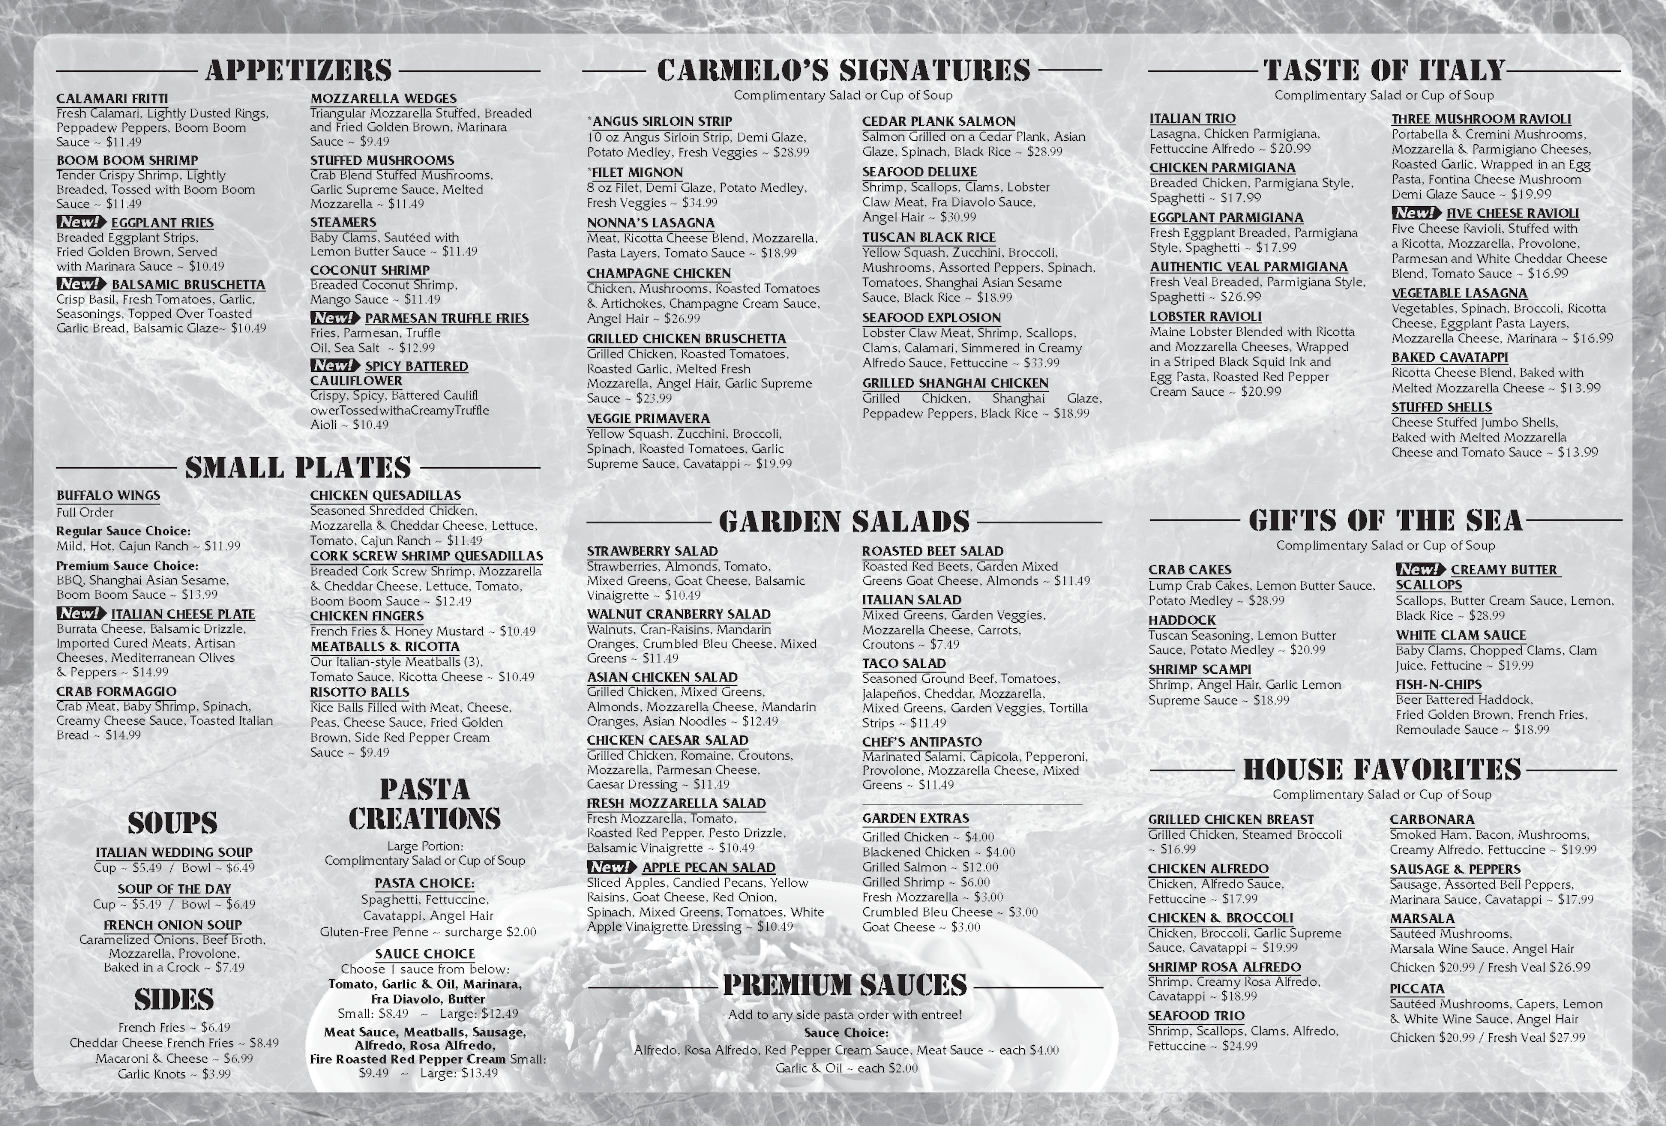 APPETIZERS
CALAMARI FRITTI
Fresh Calamari, Lightly Dusted Rings,
Peppadew Peppers, Boom Boom
Sauce ~ $11.49
BOOM BOOM SHRIMP
Tender Crispy Shrimp, Lightly
Breaded, Tossed with Boom Boom
Sauce ~ $11.49
New! EGGPLANT FRIES
Breaded Eggplant Strips,
Fried Golden Brown, Served
with Marinara Sauce ~ $10.49
New! BALSAMIC BRUSCHETTA
Crisp Basil, Fresh Tomatoes, Garlic,
Seasonings, Topped Over Toasted
Garlic Bread, Balsamic Glaze~ $10.49
MOZZARELLA WEDGES
Triangular Mozzarella Stuffed, Breaded
and Fried Golden Brown, Marinara
Sauce ~ $9.49
STUFFED MUSHROOMS
Crab Blend Stuffed Mushrooms,
Garlic Supreme Sauce, Melted
Mozzarella ~ $11.49
STEAMERS
Baby Clams, Sautéed with
Lemon Butter Sauce ~ $11.49
COCONUT SHRIMP
Breaded Coconut Shrimp,
Mango Sauce ~ $11.49
New! PARMESAN TRUFFLE FRIES
Fries, Parmesan, Truffle
Oil, Sea Salt ~ $12.99
New! SPICY BATTERED
CAULIFLOWER
Crispy, Spicy, Battered Caulifl
owerTossedwithaCreamyTruffle
Aioli ~ $10.49
SMALL PLATES
BUFFALO WINGS
Full Order
Regular Sauce Choice:
Mild, Hot, Cajun Ranch ~ $11.99
Premium Sauce Choice:
BBQ, Shanghai Asian Sesame,
Boom Boom Sauce ~ $13.99
New! ITALIAN CHEESE PLATE
Burrata Cheese, Balsamic Drizzle,
Imported Cured Meats, Artisan
Cheeses, Mediterranean Olives
& Peppers ~ $14.99
CRAB FORMAGGIO
Crab Meat, Baby Shrimp, Spinach,
Creamy Cheese Sauce, Toasted Italian
Bread ~ $14.99
CHICKEN QUESADILLAS
Seasoned Shredded Chicken,
Mozzarella & Cheddar Cheese, Lettuce,
Tomato, Cajun Ranch ~ $11.49
CORK SCREW SHRIMP QUESADILLAS
Breaded Cork Screw Shrimp, Mozzarella
& Cheddar Cheese, Lettuce, Tomato,
Boom Boom Sauce ~ $12.49
CHICKEN FINGERS
French Fries & Honey Mustard ~ $10.49
MEATBALLS & RICOTTA
Our Italian-style Meatballs (3),
Tomato Sauce, Ricotta Cheese ~ $10.49
RISOTTO BALLS
Rice Balls Filled with Meat, Cheese,
Peas, Cheese Sauce, Fried Golden
Brown, Side Red Pepper Cream
Sauce ~ $9.49
SOUPS
ITALIAN WEDDING SOUP
Cup ~ $5.49 / Bowl ~ $6.49
SOUP OF THE DAY
Cup ~ $5.49 / Bowl ~ $6.49
FRENCH ONION SOUP
Caramelized Onions, Beef Broth,
Mozzarella, Provolone,
Baked in a Crock ~ $7.49
SIDES
French Fries ~ $6.49
Cheddar Cheese French Fries ~ $8.49
Macaroni & Cheese ~ $6.99
Garlic Knots ~ $3.99
PASTA
CREATIONS
Large Portion:
Complimentary Salad or Cup of Soup
PASTA CHOICE:
Spaghetti, Fettuccine,
Cavatappi, Angel Hair
Gluten-Free Penne ~ surcharge $2.00
SAUCE CHOICE
Choose 1 sauce from below:
Tomato, Garlic & Oil, Marinara,
Fra Diavolo, Butter
Small: $8.49 ~ Large: $12.49
Meat Sauce, Meatballs, Sausage,
Alfredo, Rosa Alfredo,
Fire Roasted Red Pepper Cream Small:
$9.49 ~ Large: $13.49
CARMELO'S SIGNATURES
Complimentary Salad or Cup of Soup
*ANGUS SIRLOIN STRIP
10 oz Angus Sirloin Strip, Demi Glaze,
Potato Medley, Fresh Veggies ~ $28.99
*FILET MIGNON
8 oz Filet, Demi Glaze, Potato Medley,
Fresh Veggies ~ $34.99
NONNA'S LASAGNA
Meat, Ricotta Cheese Blend, Mozzarella,
Pasta Layers, Tomato Sauce ~ $18.99
CHAMPAGNE CHICKEN
Chicken, Mushrooms, Roasted Tomatoes
& Artichokes, Champagne Cream Sauce,
Angel Hair ~ $26.99
GRILLED CHICKEN BRUSCHETTA
Grilled Chicken, Roasted Tomatoes,
Roasted Garlic, Melted Fresh
Mozzarella, Angel Hair, Garlic Supreme
Sauce ~ $23.99
VEGGIE PRIMAVERA
Yellow Squash, Zucchini, Broccoli,
Spinach, Roasted Tomatoes, Garlic
Supreme Sauce, Cavatappi ~ $19.99
CEDAR PLANK SALMON
Salmon Grilled on a Cedar Plank, Asian
Glaze, Spinach, Black Rice ~ $28.99
SEAFOOD DELUXE
Shrimp, Scallops, Clams, Lobster
Claw Meat, Fra Diavolo Sauce,
Angel Hair ~ $30.99
TUSCAN BLACK RICE
Yellow Squash, Zucchini, Broccoli,
Mushrooms, Assorted Peppers, Spinach,
Tomatoes, Shanghai Asian Sesame
Sauce, Black Rice ~ $18.99
SEAFOOD EXPLOSION
Lobster Claw Meat, Shrimp, Scallops,
Clams, Calamari, Simmered in Creamy
Alfredo Sauce, Fettuccine ~ $33.99
GRILLED SHANGHAI CHICKEN
Grilled Chicken, Shanghai Glaze,
Peppadew Peppers, Black Rice ~ $18.99
GARDEN SALADS
STRAWBERRY SALAD
Strawberries, Almonds, Tomato,
Mixed Greens, Goat Cheese, Balsamic
Vinaigrette ~ $10.49
WALNUT CRANBERRY SALAD
Walnuts, Cran-Raisins, Mandarin
Oranges, Crumbled Bleu Cheese, Mixed
Greens ~ $11.49
ASIAN CHICKEN SALAD
Grilled Chicken, Mixed Greens,
Almonds, Mozzarella Cheese, Mandarin
Oranges, Asian Noodles ~ $12.49
CHICKEN CAESAR SALAD
Grilled Chicken, Romaine, Croutons,
Mozzarella, Parmesan Cheese,
Caesar Dressing ~ $11.49
FRESH MOZZARELLA SALAD
Fresh Mozzarella, Tomato,
Roasted Red Pepper, Pesto Drizzle,
Balsamic Vinaigrette ~ $10.49
New! APPLE PECAN SALAD
Sliced Apples, Candied Pecans, Yellow
Raisins, Goat Cheese, Red Onion,
Spinach, Mixed Greens, Tomatoes, White
Apple Vinaigrette Dressing ~ $10.49
ROASTED BEET SALAD
Roasted Red Beets, Garden Mixed
Greens Goat Cheese, Almonds ~ $11.49
ITALIAN SALAD
Mixed Greens, Garden Veggies,
Mozzarella Cheese, Carrots,
Croutons ~ $7.49
TACO SALAD
Seasoned Ground Beef, Tomatoes,
Jalapeños, Cheddar, Mozzarella,
Mixed Greens, Garden Veggies, Tortilla
Strips ~ $11.49
CHEF'S ANTIPASTO
Marinated Salami, Capicola, Pepperoni,
Provolone, Mozzarella Cheese, Mixed
Greens ~ $11.49
GARDEN EXTRAS
Grilled Chicken ~ $4.00
Blackened Chicken ~ $4.00
Grilled Salmon ~ $12.00
Grilled Shrimp ~ $6.00
Fresh Mozzarella ~ $3.00
Crumbled Bleu Cheese ~ $3.00
Goat Cheese ~ $3.00
PREMIUM SAUCES
Add to any side pasta order with entree!
Sauce Choice:
Alfredo, Rosa Alfredo, Red Pepper Cream Sauce, Meat Sauce ~ each $4.00
Garlic & Oil ~ each $2.00
TASTE OF ITALY
Complimentary Salad or Cup of Soup
ITALIAN TRIO
Lasagna, Chicken Parmigiana,
Fettuccine Alfredo ~ $20.99
CHICKEN PARMIGIANA
Breaded Chicken, Parmigiana Style,
Spaghetti ~ $17.99
EGGPLANT PARMIGIANA
Fresh Eggplant Breaded, Parmigiana
Style, Spaghetti ~ $17.99
AUTHENTIC VEAL PARMIGIANA
Fresh Veal Breaded, Parmigiana Style,
Spaghetti ~ $26.99
LOBSTER RAVIOLI
Maine Lobster Blended with Ricotta
and Mozzarella Cheeses, Wrapped
in a Striped Black Squid Ink and
Egg Pasta, Roasted Red Pepper
Cream Sauce ~ $20.99
THREE MUSHROOM RAVIOLI
Portabella & Cremini Mushrooms,
Mozzarella & Parmigiano Cheeses,
Roasted Garlic, Wrapped in an Egg
Pasta, Fontina Cheese Mushroom
Demi Glaze Sauce ~ $19.99
New! FIVE CHEESE RAVIOLI
Five Cheese Ravioli, Stuffed with
a Ricotta, Mozzarella, Provolone,
Parmesan and White Cheddar Cheese
Blend, Tomato Sauce ~ $16.99
VEGETABLE LASAGNA
Vegetables, Spinach, Broccoli, Ricotta
Cheese, Eggplant Pasta Layers,
Mozzarella Cheese, Marinara ~ $16.99
BAKED CAVATAPPI
Ricotta Cheese Blend, Baked with
Melted Mozzarella Cheese ~ $13.99
STUFFED SHELLS
Cheese Stuffed Jumbo Shells,
Baked with Melted Mozzarella
Cheese and Tomato Sauce ~ $13.99
GIFTS OF THE SEA
Complimentary Salad or Cup of Soup
CRAB CAKES
Lump Crab Cakes, Lemon Butter Sauce,
Potato Medley ~ $28.99
HADDOCK
Tuscan Seasoning, Lemon Butter
Sauce, Potato Medley ~ $20.99
SHRIMP SCAMPI
Shrimp, Angel Hair, Garlic Lemon
Supreme Sauce ~ $18.99
New! CREAMY BUTTER
SCALLOPS
Scallops, Butter Cream Sauce, Lemon,
Black Rice ~ $28.99
WHITE CLAM SAUCE
Baby Clams, Chopped Clams, Clam
Juice, Fettucine ~ $19.99
FISH-N-CHIPS
Beer Battered Haddock,
Fried Golden Brown, French Fries,
Remoulade Sauce ~ $18.99
HOUSE FAVORITES
Complimentary Salad or Cup of Soup
GRILLED CHICKEN BREAST
Grilled Chicken, Steamed Broccoli
~ $16.99
CHICKEN ALFREDO
Chicken, Alfredo Sauce,
Fettuccine ~ $17.99
CHICKEN & BROCCOLI
Chicken, Broccoli, Garlic Supreme
Sauce, Cavatappi ~ $19.99
SHRIMP ROSA ALFREDO
Shrimp, Creamy Rosa Alfredo,
Cavatappi ~ $18.99
SEAFOOD TRIO
Shrimp, Scallops, Clams, Alfredo,
Fettuccine ~ $24.99
CARBONARA
Smoked Ham, Bacon, Mushrooms,
Creamy Alfredo, Fettuccine ~ $19.99
SAUSAGE & PEPPERS
Sausage, Assorted Bell Peppers,
Marinara Sauce, Cavatappi ~ $17.99
MARSALA
Sautéed Mushrooms,
Marsala Wine Sauce, Angel Hair
Chicken $20.99 / Fresh Veal $26.99
PICCATA
Sautéed Mushrooms, Capers, Lemon
& White Wine Sauce, Angel Hair
Chicken $20.99 / Fresh Veal $27.99